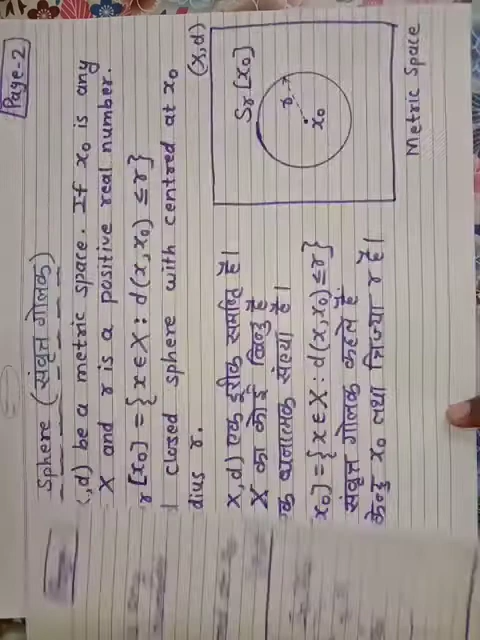 Page-2
Sphere (संवृत्त गोलक)
,d) be a metric space. If x₀ is any
X and r is a positive real number.
r[x₀] = {x∈X : d(x,x₀) ≤ r}
closed sphere with centred at x₀
dius r.
(X,d)
Sr[x₀]
r
x₀
Metric Space
X,d) एक दूरीक समष्टि है।
X का कोई बिन्दु है
एक धनात्मक संख्या है।
x₀] = {x∈X : d(x,x₀) ≤ r}
संवृत्त गोलक कहते है
केन्द्र x₀ तथा त्रिज्या r है।